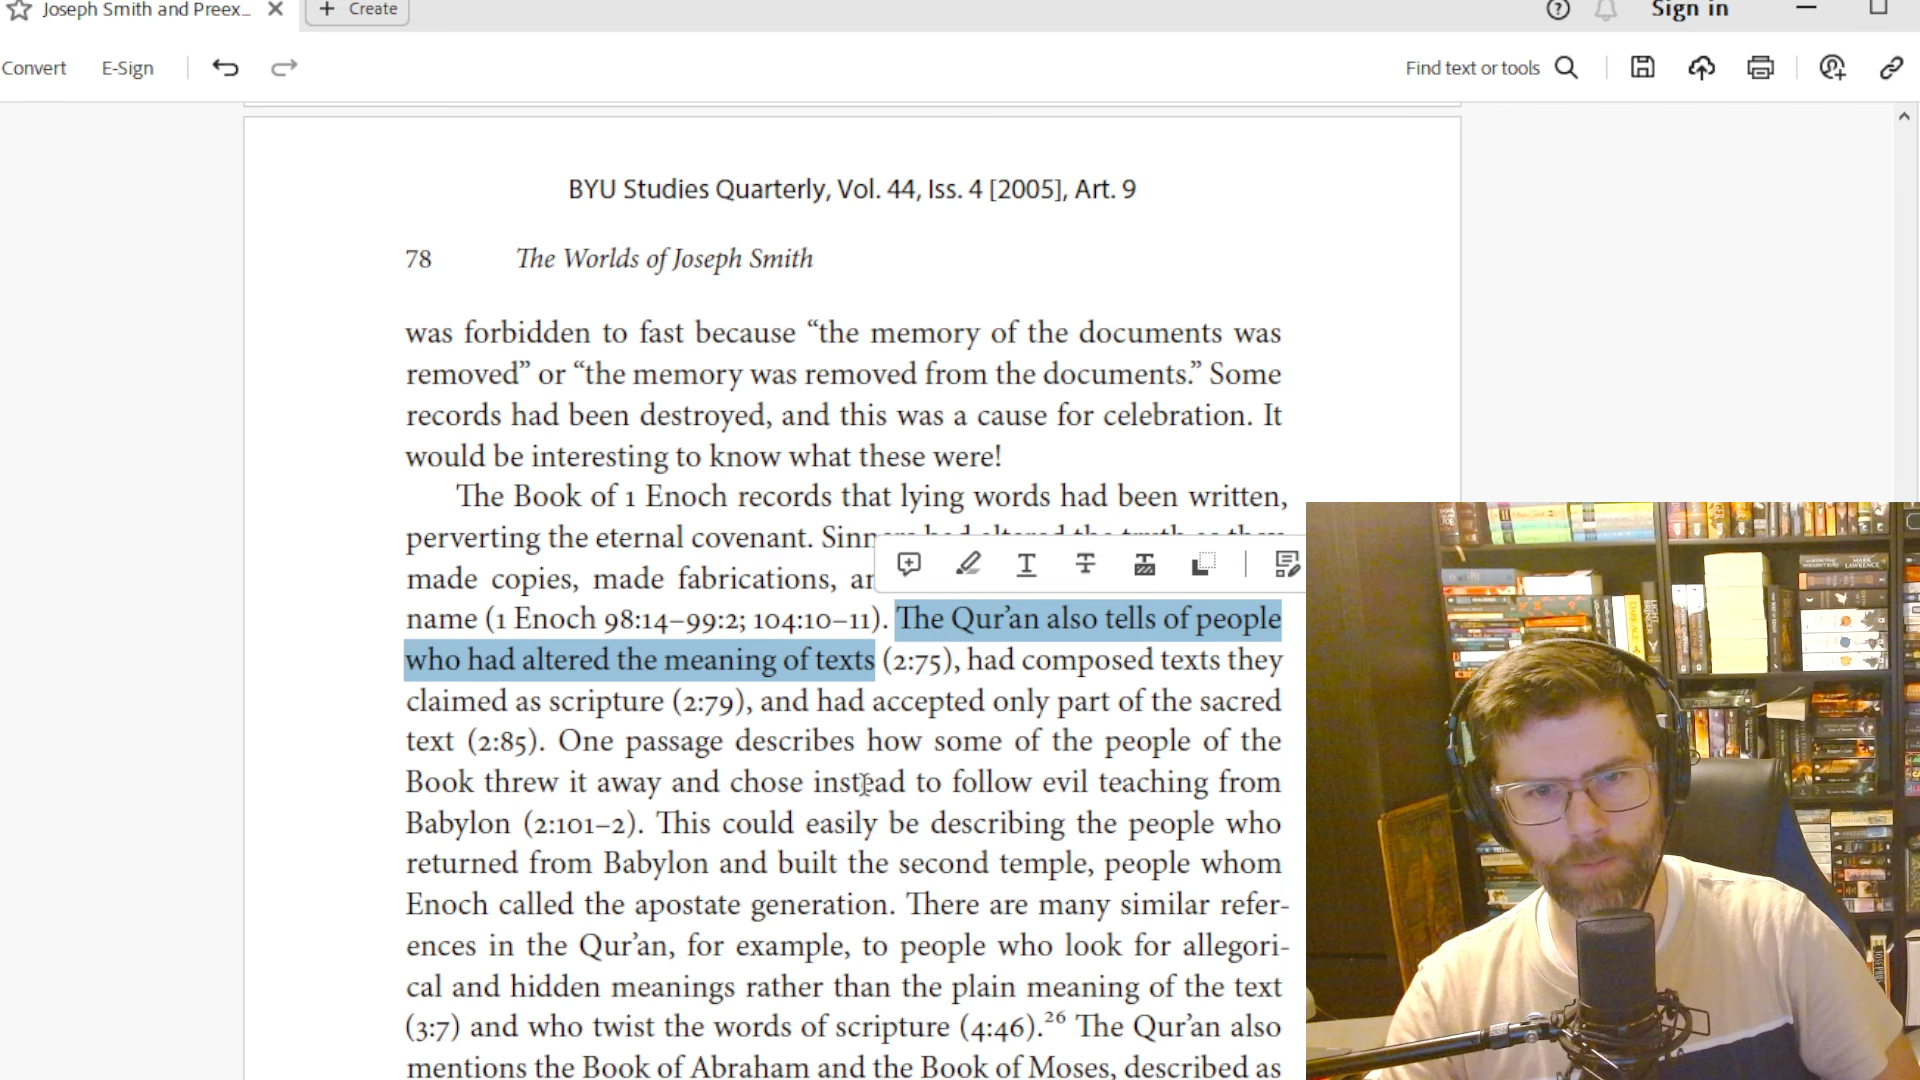 Joseph Smith and Preex...
Create
Sign in
Convert
E-Sign
Find text or tools
BYU Studies Quarterly, Vol. 44, Iss. 4 [2005], Art. 9
78 The Worlds of Joseph Smith
was forbidden to fast because “the memory of the documents was
removed” or “the memory was removed from the documents.” Some
records had been destroyed, and this was a cause for celebration. It
would be interesting to know what these were!
The Book of 1 Enoch records that lying words had been written,
perverting the eternal covenant.
made copies, made fabrications,
name (1 Enoch 98:14–99:2; 104:10–11). The Qur’an also tells of people
who had altered the meaning of texts (2:75), had composed texts they
claimed as scripture (2:79), and had accepted only part of the sacred
text (2:85). One passage describes how some of the people of the
Book threw it away and chose instead to follow evil teaching from
Babylon (2:101–2). This could easily be describing the people who
returned from Babylon and built the second temple, people whom
Enoch called the apostate generation. There are many similar refer-
ences in the Qur’an, for example, to people who look for allegori-
cal and hidden meanings rather than the plain meaning of the text
(3:7) and who twist the words of scripture (4:46).26 The Qur’an also
mentions the Book of Abraham and the Book of Moses, described as